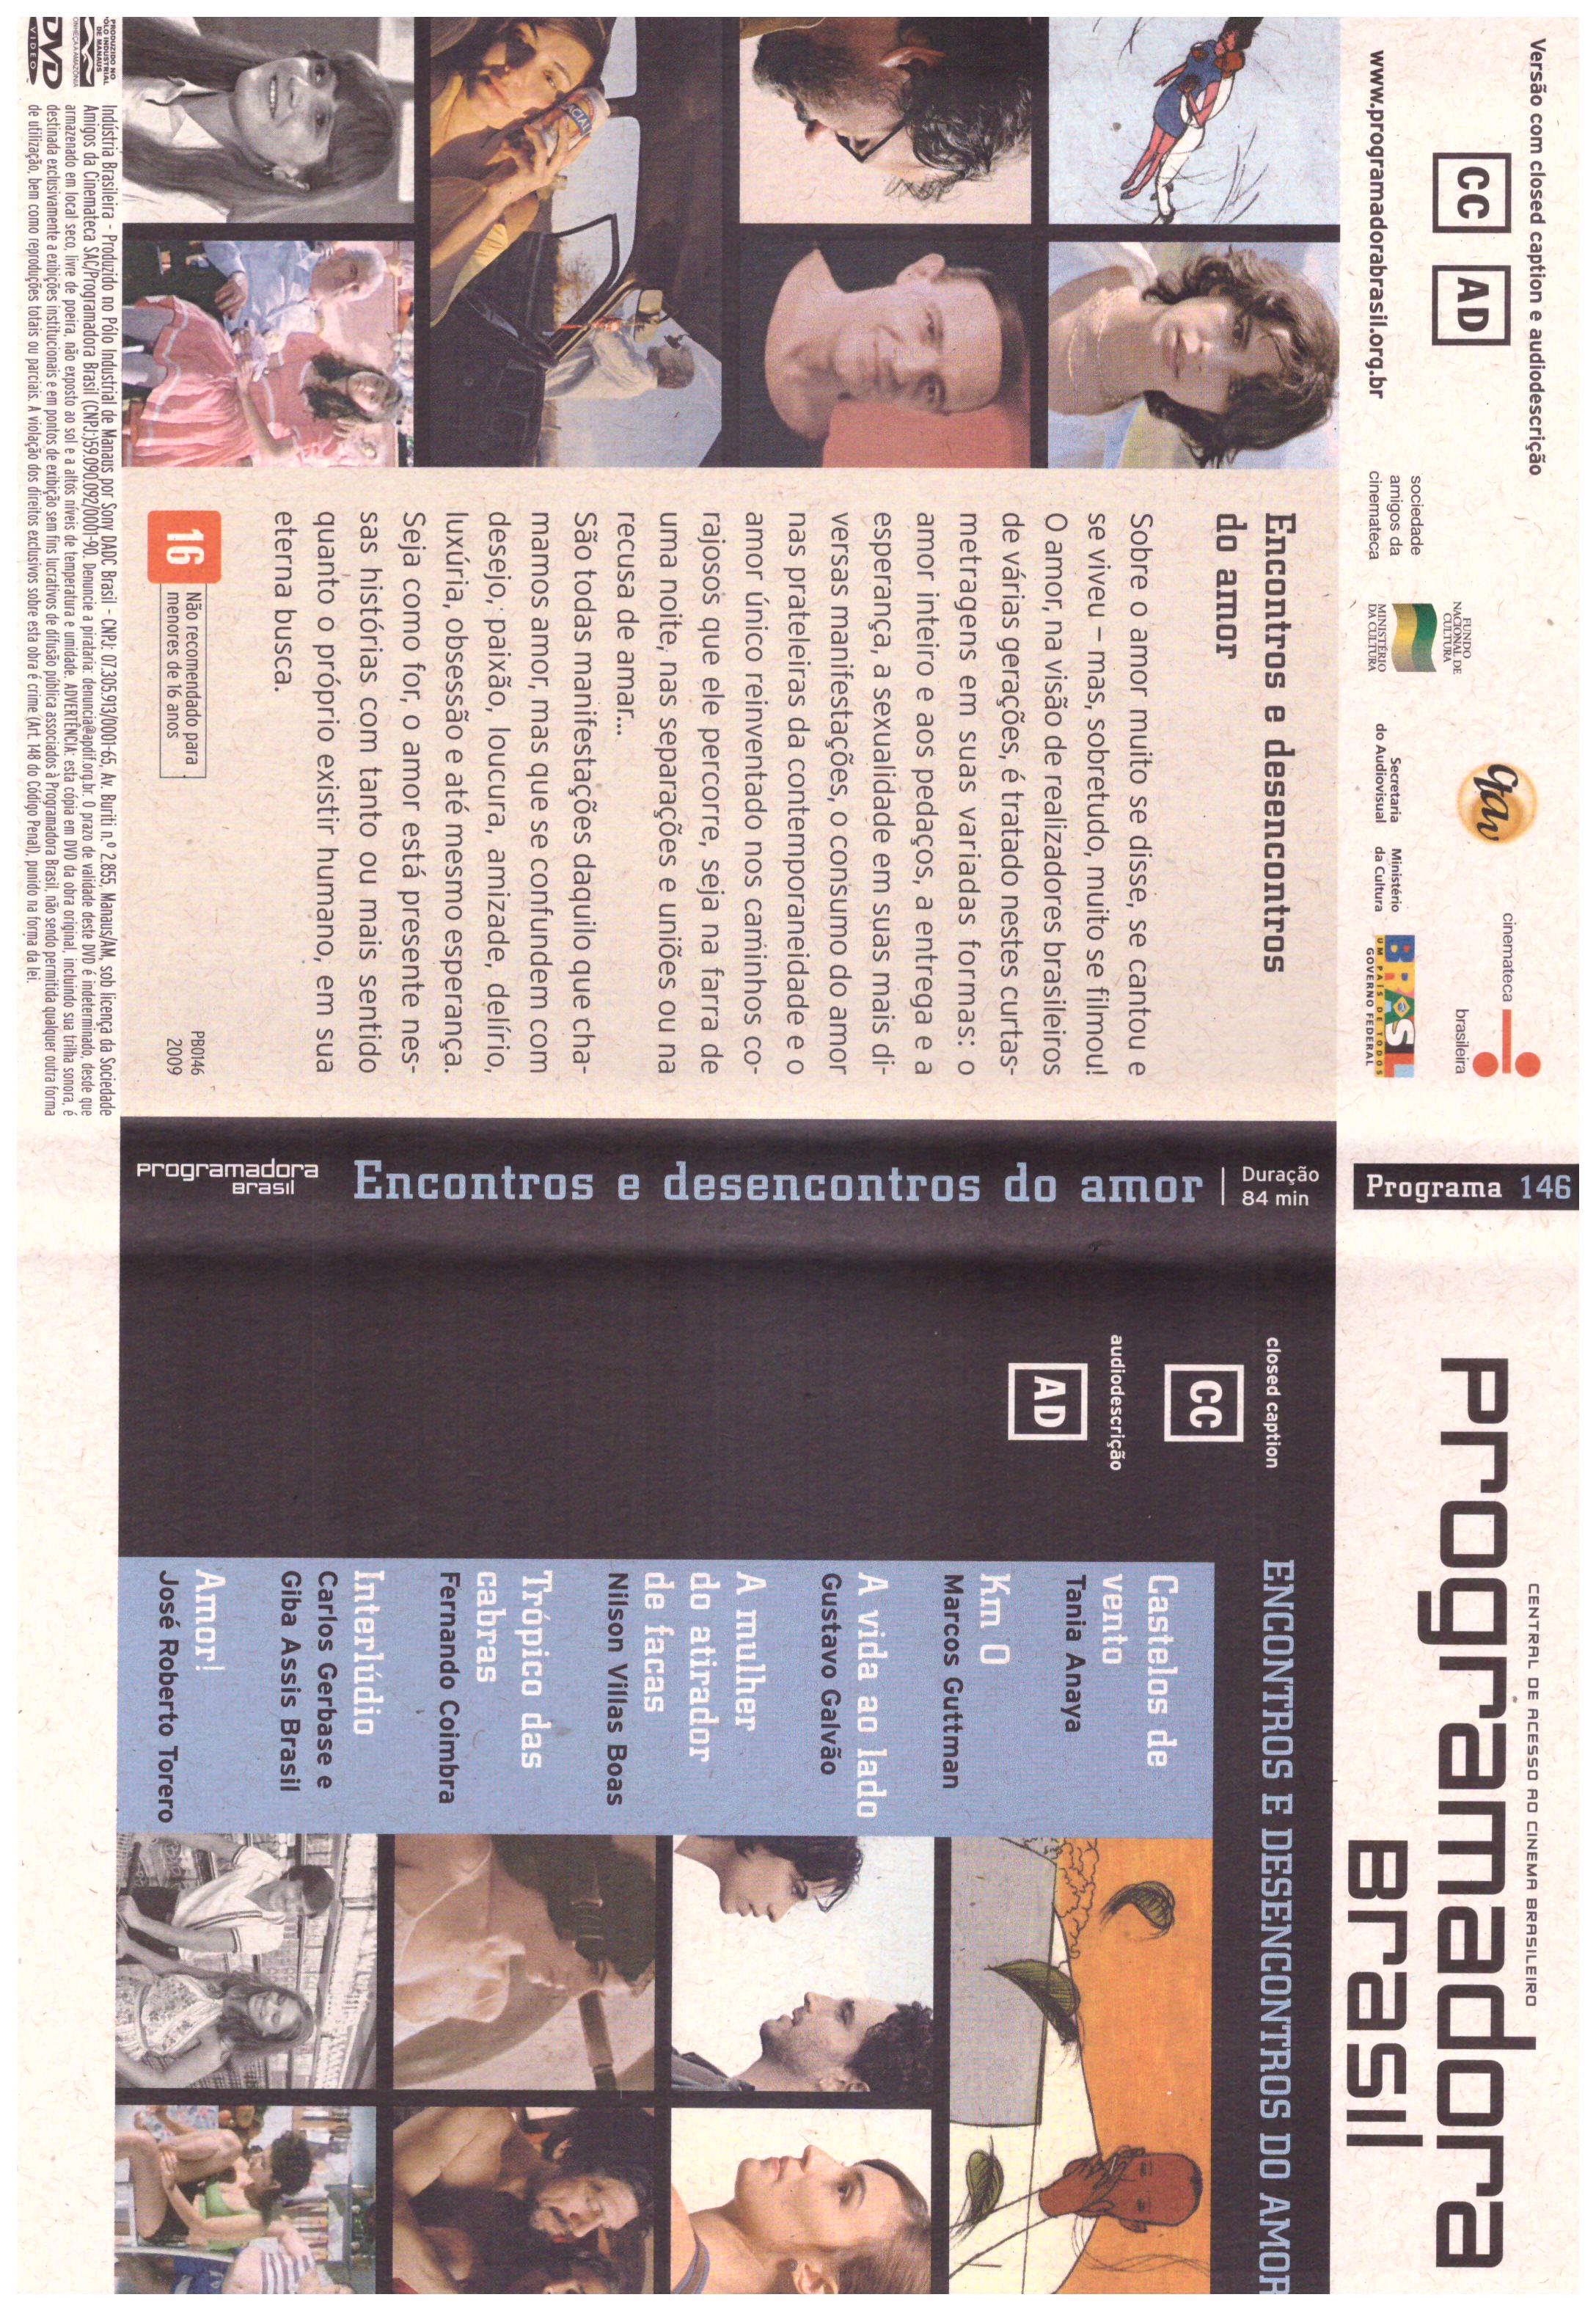 Versão com closed caption e audiodescrição
CC AD
www.programadorabrasil.org.br
sociedade
amigos da
cinemateca
FUNDO
NACIONAL DE
CULTURA
MINISTÉRIO
DA CULTURA
qav
cinemateca
brasileira
Secretaria
do Audiovisual
Ministério
da Cultura
BRASIL
UM PAÍS DE TODOS
GOVERNO FEDERAL
Encontros e desencontros
do amor
Sobre o amor muito se disse, se cantou e
se viveu – mas, sobretudo, muito se filmou!
O amor, na visão de realizadores brasileiros
de várias gerações, é tratado nestes curtas-
metragens em suas variadas formas: o
amor inteiro e aos pedaços, a entrega e a
esperança, a sexualidade em suas mais di-
versas manifestações, o consumo do amor
nas prateleiras da contemporaneidade e o
amor único reinventado nos caminhos co-
rajosos que ele percorre, seja na farra de
uma noite, nas separações e uniões ou na
recusa de amar...
São todas manifestações daquilo que cha-
mamos amor, mas que se confundem com
desejo, paixão, loucura, amizade, delírio,
luxúria, obsessão e até mesmo esperança.
Seja como for, o amor está presente nes-
sas histórias com tanto ou mais sentido
quanto o próprio existir humano, em sua
eterna busca.
16
Não recomendado para
menores de 16 anos
PB0146
2009
PRODUZIDO NO
PÓLO INDUSTRIAL
DE MANAUS
CONHEÇA A AMAZÔNIA
DVD
VIDEO
Indústria Brasileira - Produzido no Pólo Industrial de Manaus por Sony DADC Brasil - CNPJ: 07.305.913/0001-65, Av. Buriti n.º 2.855, Manaus/AM, sob licença da Sociedade
Amigos da Cinemateca SAC/Programadora Brasil (CNPJ:)59.090.092/0001-90. Denuncie a pirataria: denuncia@apdif.org.br. O prazo de validade deste DVD é indeterminado, desde que
armazenado em local seco, livre de poeira, não exposto ao sol e a altos níveis de temperatura e umidade. ADVERTÊNCIA: esta cópia em DVD da obra original, incluindo sua trilha sonora, é
destinada exclusivamente a exibições institucionais e em pontos de exibição sem fins lucrativos de difusão pública associados à Programadora Brasil, não sendo permitida qualquer outra forma
de utilização, bem como reproduções totais ou parciais. A violação dos direitos exclusivos sobre esta obra é crime (Art. 148 do Código Penal), punido na forma da lei.
Programa 146
Duração
84 min
Encontros e desencontros do amor
Programadora
Brasil
CENTRAL DE ACESSO AO CINEMA BRASILEIRO
Programadora
Brasil
ENCONTROS E DESENCONTROS DO AMOR
closed caption
CC
audiodescrição
AD
Castelos de
vento
Tania Anaya
Km 0
Marcos Guttman
A vida ao lado
Gustavo Galvão
A mulher
do atirador
de facas
Nilson Villas Boas
Trópico das
cabras
Fernando Coimbra
Interlúdio
Carlos Gerbase e
Giba Assis Brasil
Amor!
José Roberto Torero